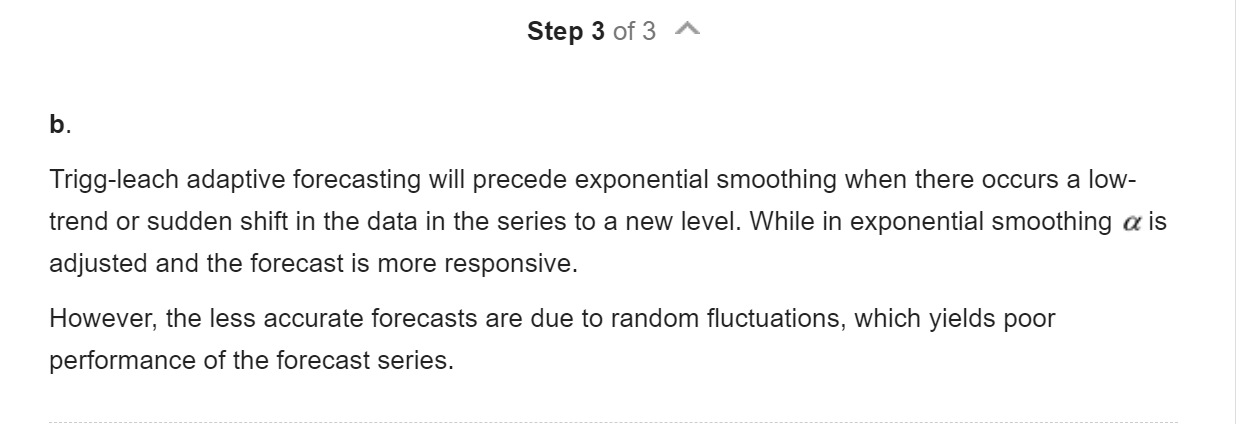 Step 3 of 3
b.
Trigg-leach adaptive forecasting will precede exponential smoothing when there occurs a low-
trend or sudden shift in the data in the series to a new level. While in exponential smoothing α is
adjusted and the forecast is more responsive.
However, the less accurate forecasts are due to random fluctuations, which yields poor
performance of the forecast series.